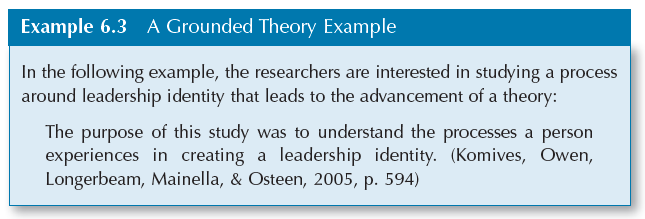 Example 6.3 A Grounded Theory Example
In the following example, the researchers are interested in studying a process
around leadership identity that leads to the advancement of a theory:
The purpose of this study was to understand the processes a person
experiences in creating a leadership identity. (Komives, Owen,
Longerbeam, Mainella, & Osteen, 2005, p. 594)